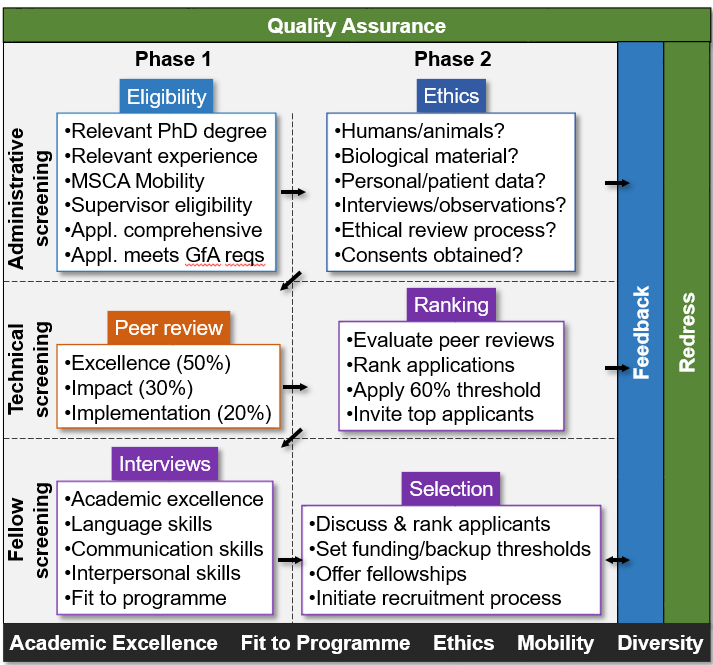 Quality Assurance
Phase 1
Phase 2
Administrative
screening
Eligibility
•Relevant PhD degree
•Relevant experience
•MSCA Mobility
•Supervisor eligibility
•Appl. comprehensive
•Appl. meets GfA reqs
Ethics
•Humans/animals?
•Biological material?
•Personal/patient data?
•Interviews/observations?
•Ethical review process?
•Consents obtained?
Technical
screening
Peer review
•Excellence (50%)
•Impact (30%)
•Implementation (20%)
Ranking
•Evaluate peer reviews
•Rank applications
•Apply 60% threshold
•Invite top applicants
Fellow
screening
Interviews
•Academic excellence
•Language skills
•Communication skills
•Interpersonal skills
•Fit to programme
Selection
•Discuss & rank applicants
•Set funding/backup thresholds
•Offer fellowships
•Initiate recruitment process
Feedback
Redress
Academic Excellence Fit to Programme Ethics Mobility Diversity